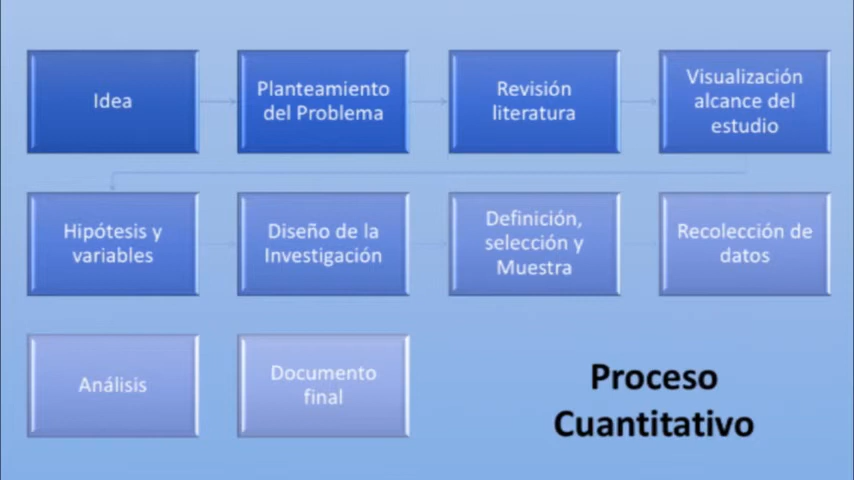 Idea
Planteamiento
del Problema
Revisión
literatura
Visualización
alcance del
estudio
Hipótesis y
variables
Diseño de la
Investigación
Definición,
selección y
Muestra
Recolección de
datos
Análisis
Documento
final
Proceso
Cuantitativo